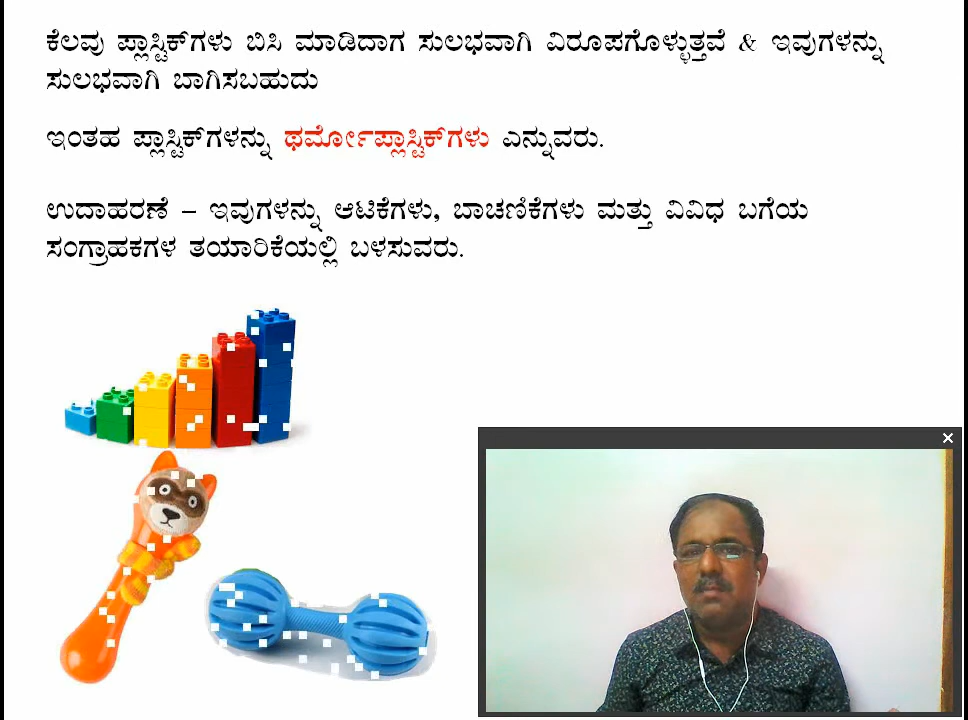 ಕೆಲವು ಪ್ಲಾಸ್ಟಿಕ್‌ಗಳು ಬಿಸಿ ಮಾಡಿದಾಗ ಸುಲಭವಾಗಿ ವಿರೂಪಗೊಳ್ಳುತ್ತವೆ & ಇವುಗಳನ್ನು
ಸುಲಭವಾಗಿ ಬಾಗಿಸಬಹುದು
ಇಂತಹ ಪ್ಲಾಸ್ಟಿಕ್‌ಗಳನ್ನು ಥರ್ಮೋಪ್ಲಾಸ್ಟಿಕ್‌ಗಳು ಎನ್ನುವರು.
ಉದಾಹರಣೆ – ಇವುಗಳನ್ನು ಆಟಿಕೆಗಳು, ಬಾಚಣಿಕೆಗಳು ಮತ್ತು ವಿವಿಧ ಬಗೆಯ
ಸಂಗ್ರಾಹಕಗಳ ತಯಾರಿಕೆಯಲ್ಲಿ ಬಳಸುವರು.